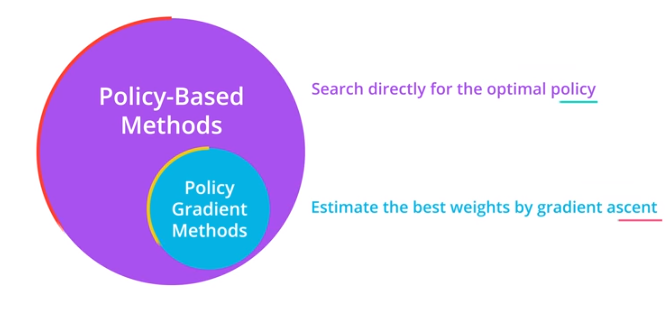 Policy-Based
Methods
Search directly for the optimal policy
Policy
Gradient
Methods
Estimate the best weights by gradient ascent